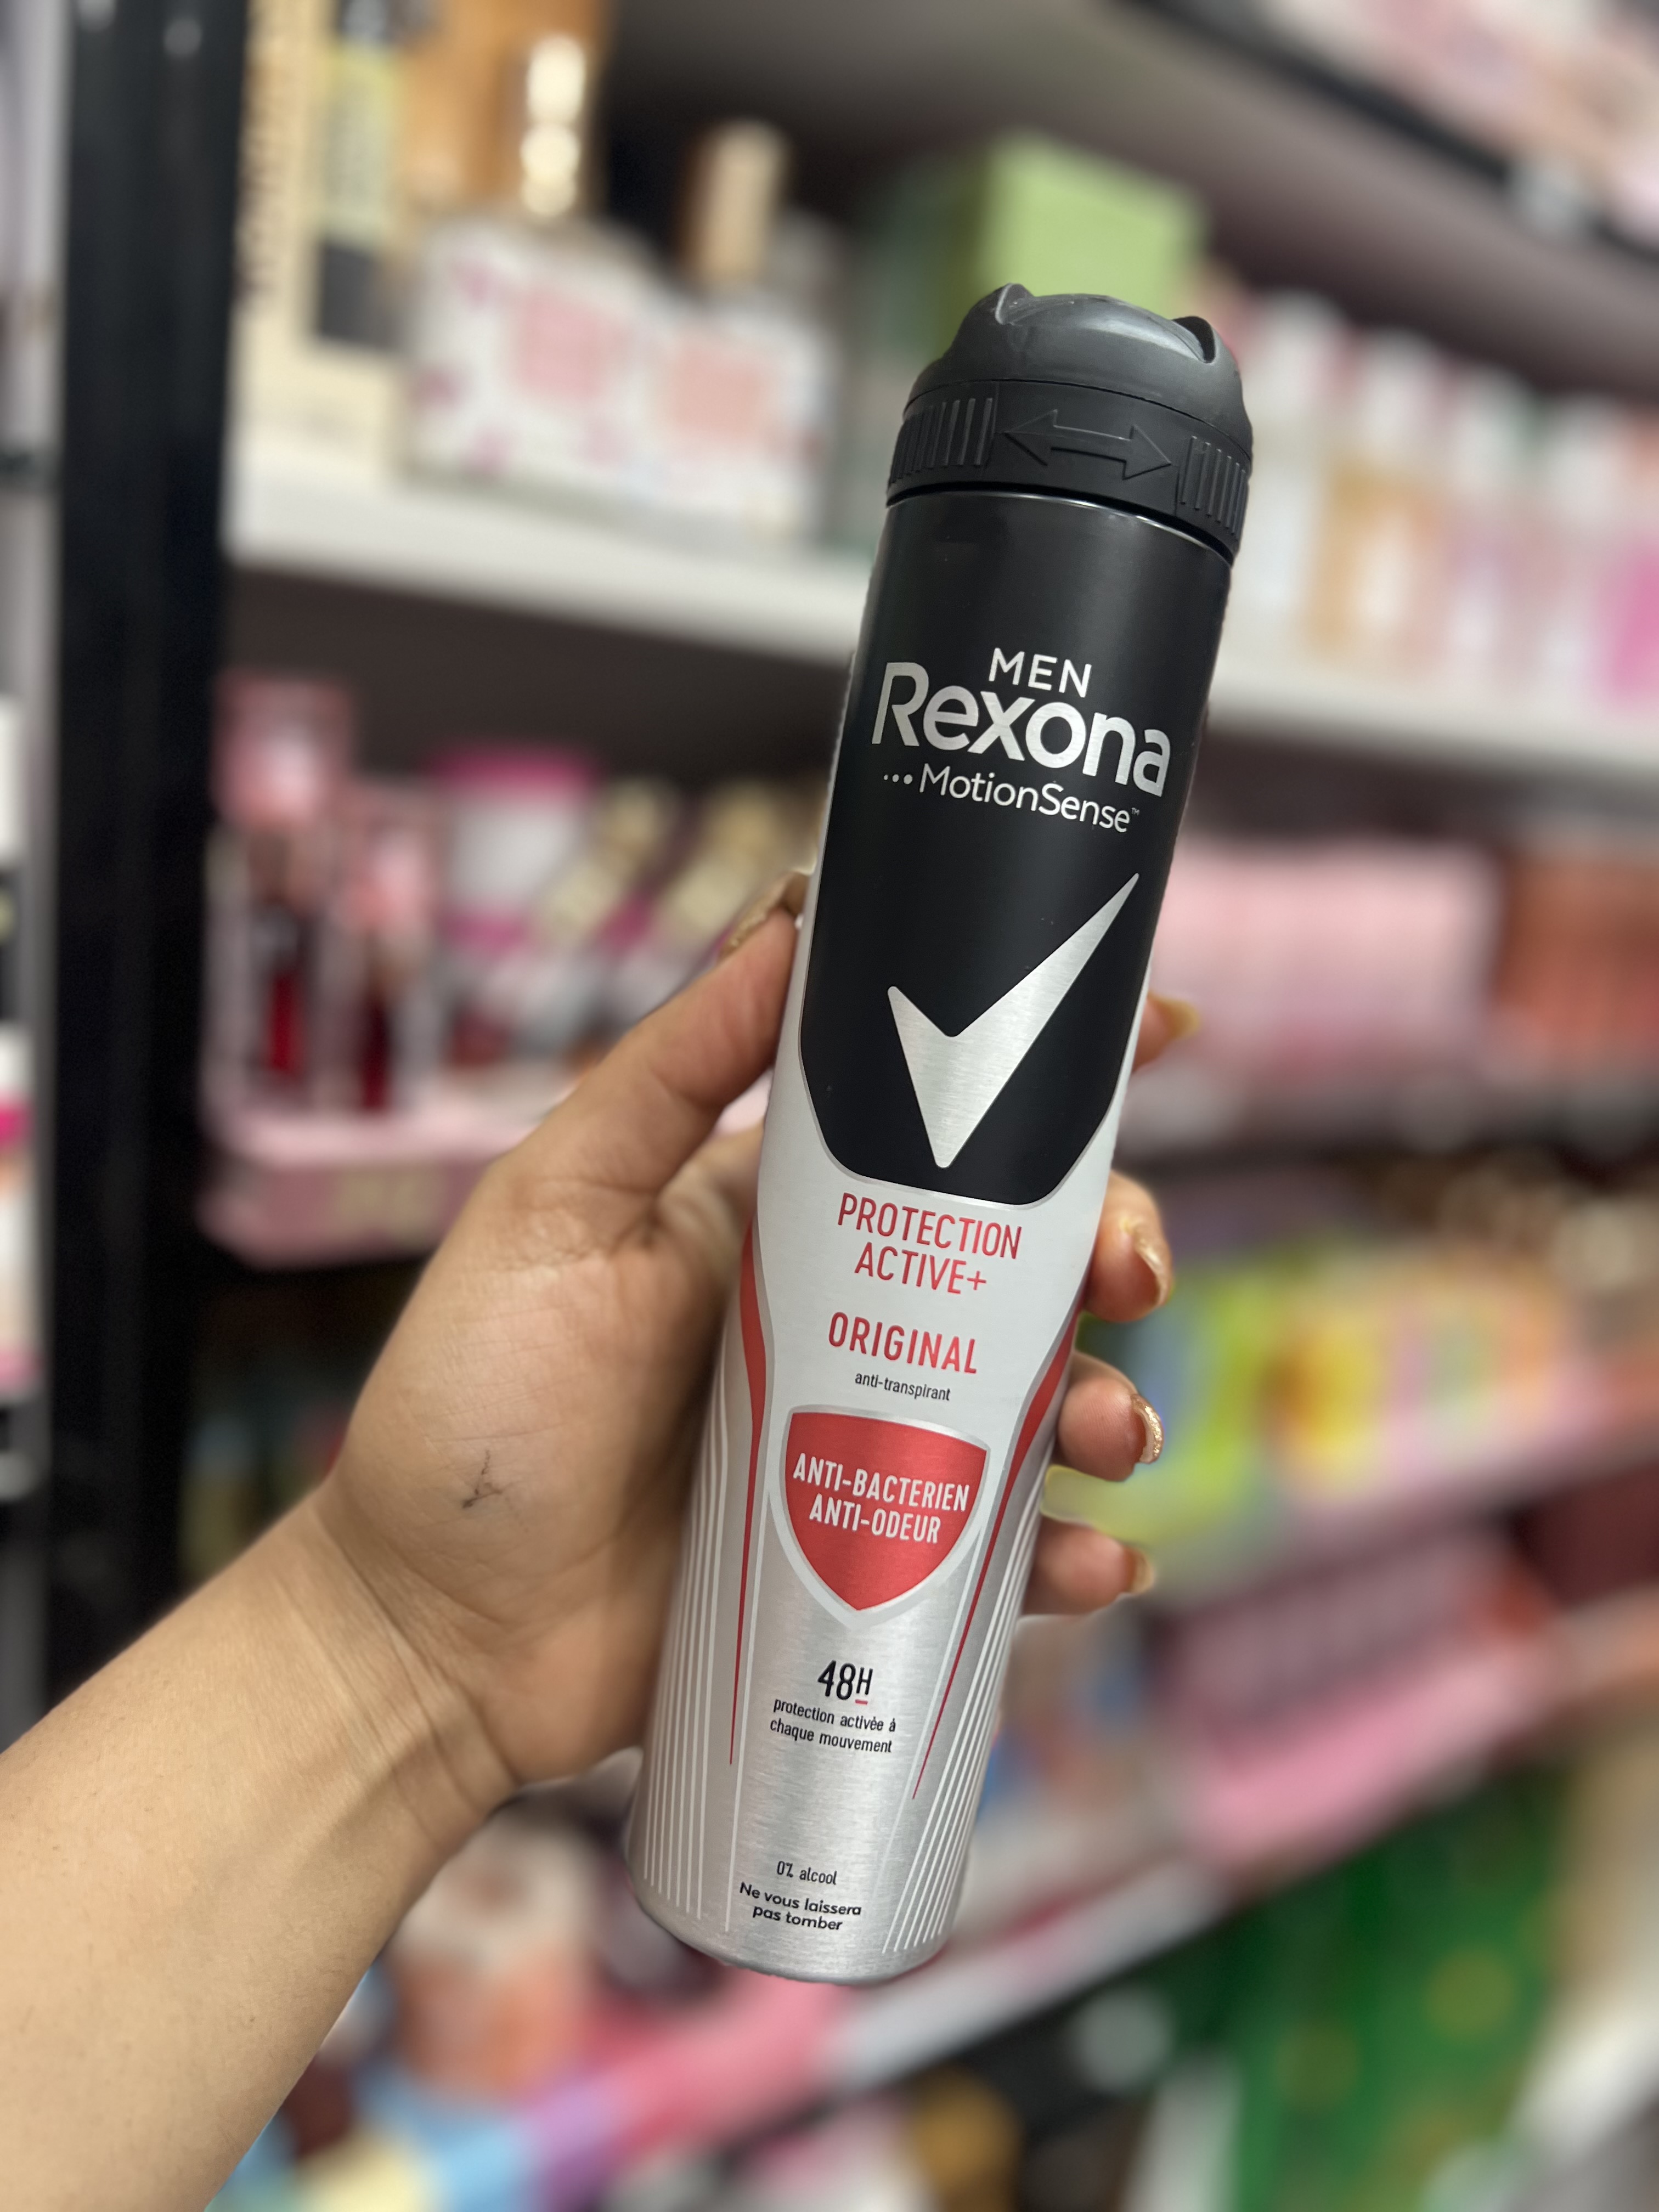 MEN
Rexona
MotionSense™
PROTECTION
ACTIVE+
ORIGINAL
anti-transpirant
ANTI-BACTERIEN
ANTI-ODEUR
48H
protection activée à
chaque mouvement
0% alcool
Ne vous laissera
pas tomber